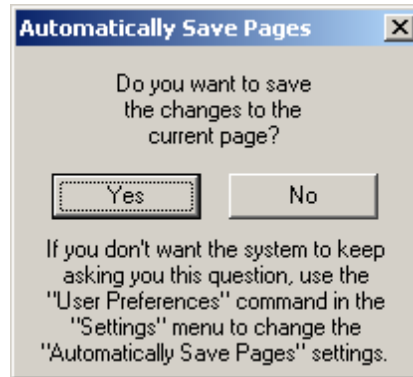 Automatically Save Pages
Do you want to save
the changes to the
current page?
Yes
No
If you don't want the system to keep
asking you this question, use the
"User Preferences" command in the
"Settings" menu to change the
"Automatically Save Pages" settings.